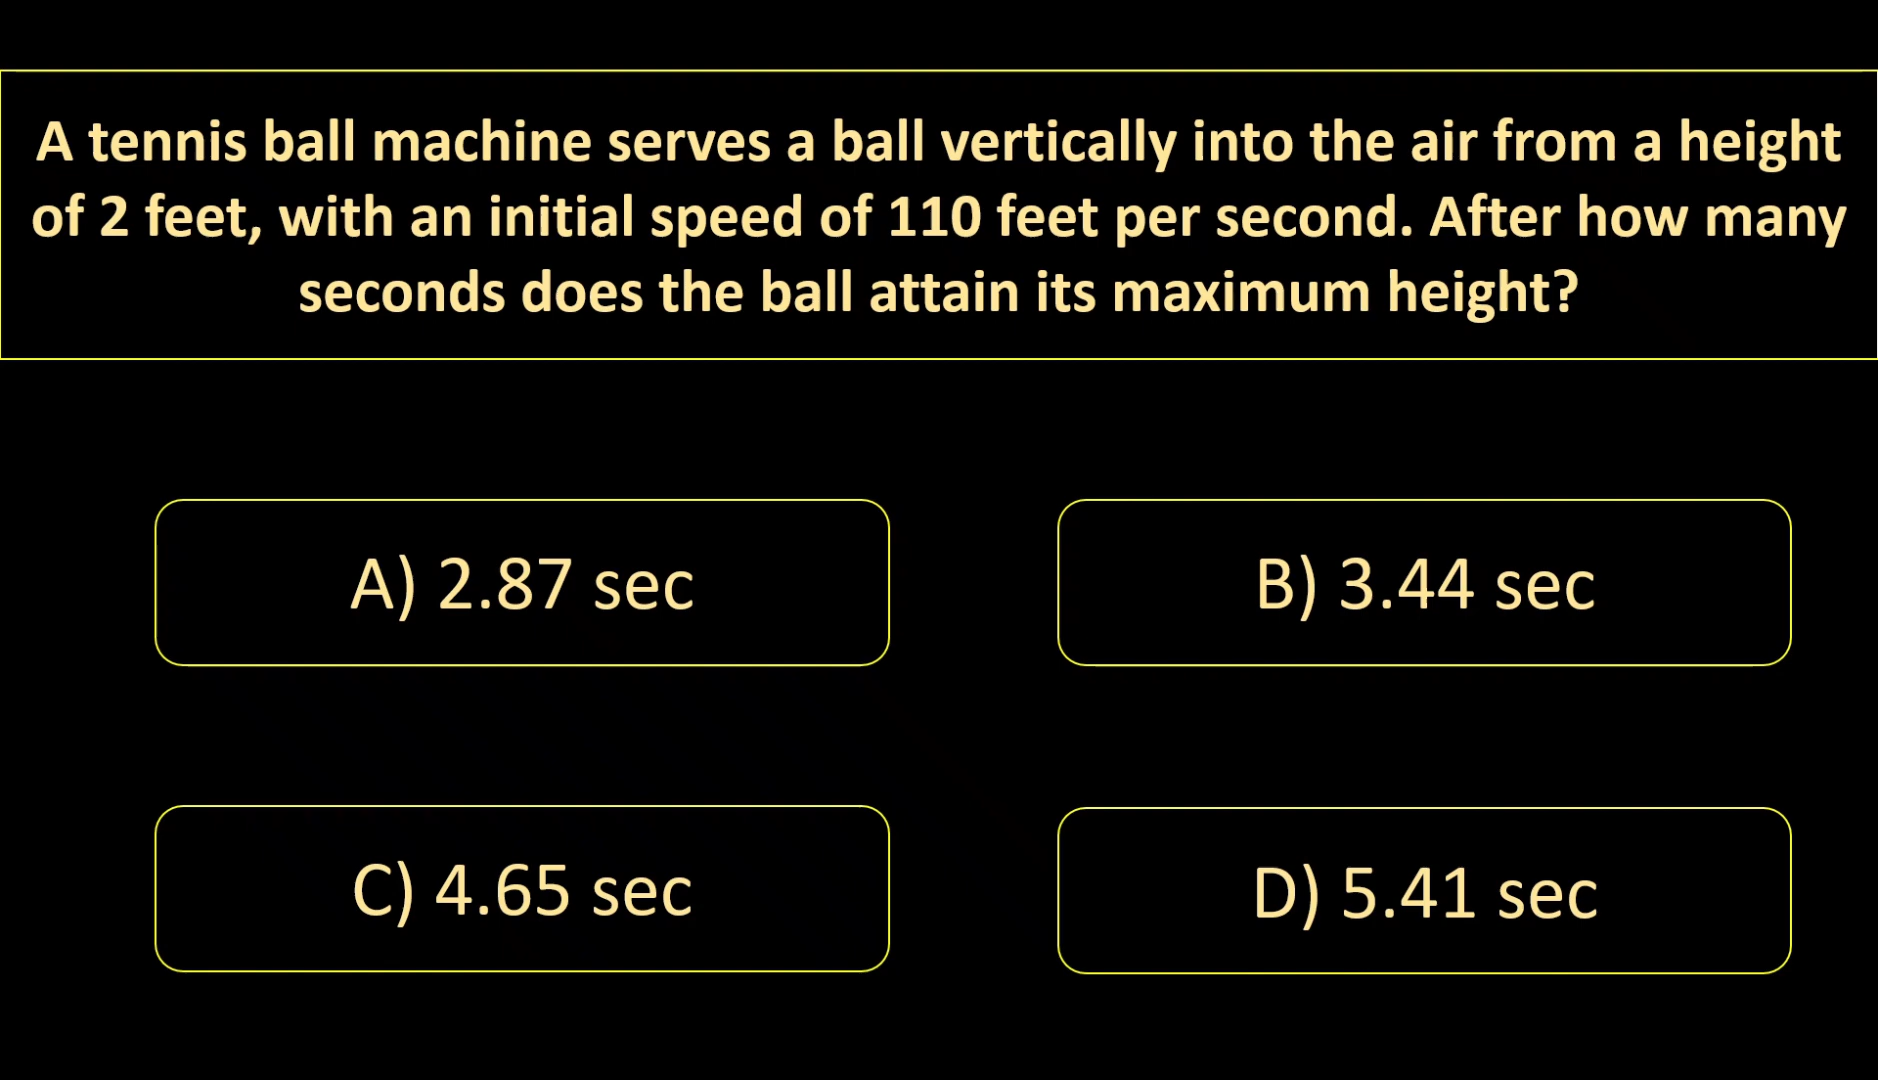 A tennis ball machine serves a ball vertically into the air from a height
of 2 feet, with an initial speed of 110 feet per second. After how many
seconds does the ball attain its maximum height?
A) 2.87 sec
B) 3.44 sec
C) 4.65 sec
D) 5.41 sec